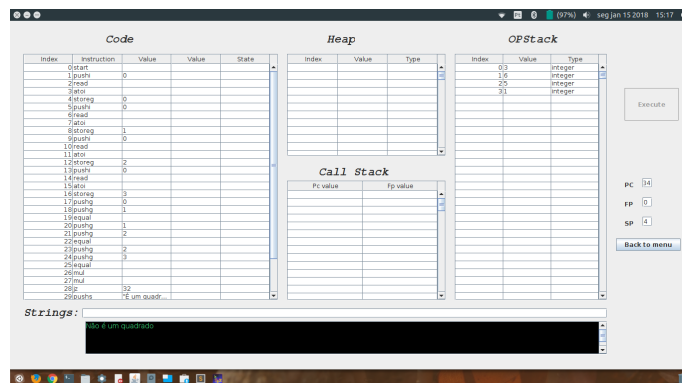 (97%) seg jan 15 2018 15:17
Code
Index Instruction Value Value State
0 start
1 pushi 0
2 read
3 atoi
4 storeg 0
5 pushi 0
6 read
7 atoi
8 storeg 1
9 pushi 0
10 read
11 atoi
12 storeg 2
13 pushi 0
14 read
15 atoi
16 storeg 3
17 pushg 0
18 pushg 1
19 equal
20 pushg 1
21 pushg 2
22 equal
23 pushg 2
24 pushg 3
25 equal
26 mul
27 mul
28 jz 32
29 pushs "É um quadr...
Heap
Index Value Type
Call Stack
Pc value Fp value
OPStack
Index Value Type
0 3 integer
1 6 integer
2 5 integer
3 1 integer
Execute
PC 34
FP 0
SP 4
Back to menu
Strings:
Não é um quadrado